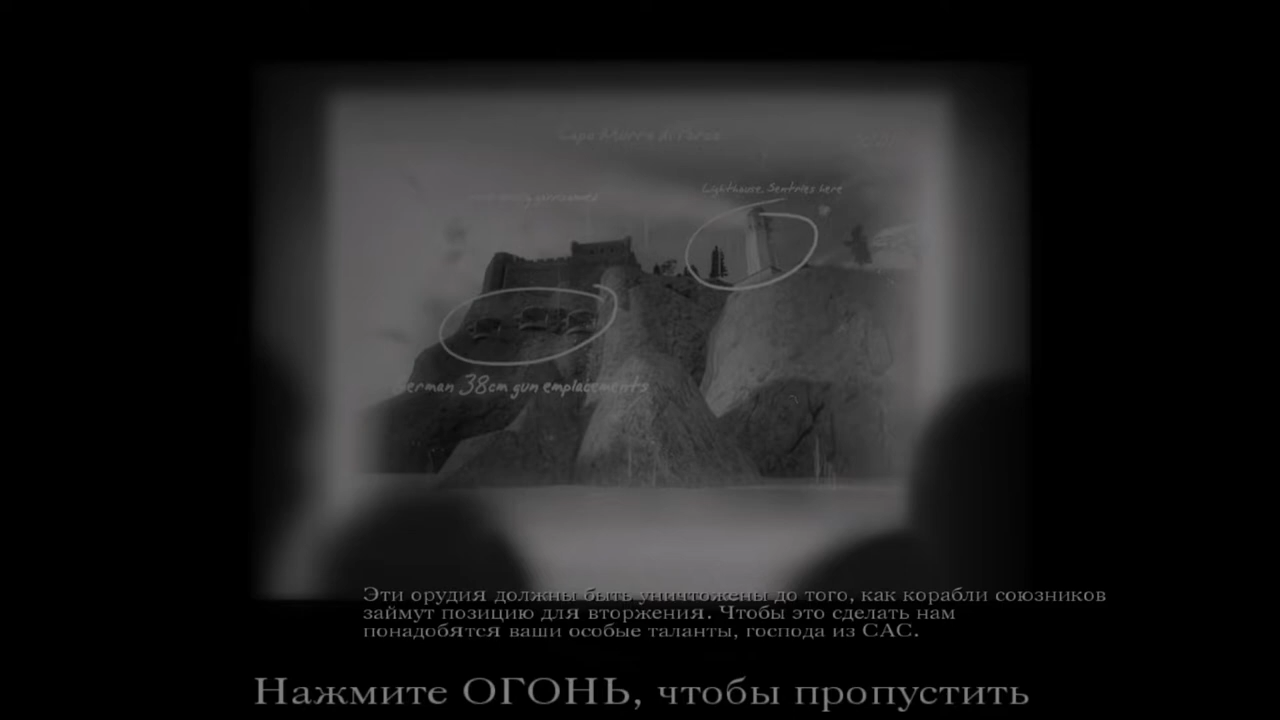 Lighthouse. Sentries here
German 38cm gun emplacements
Эти орудия должны быть уничтожены до того, как корабли союзников
займут позицию для вторжения. Чтобы это сделать нам
понадобятся ваши особые таланты, господа из САС.
Нажмите ОГОНЬ, чтобы пропустить